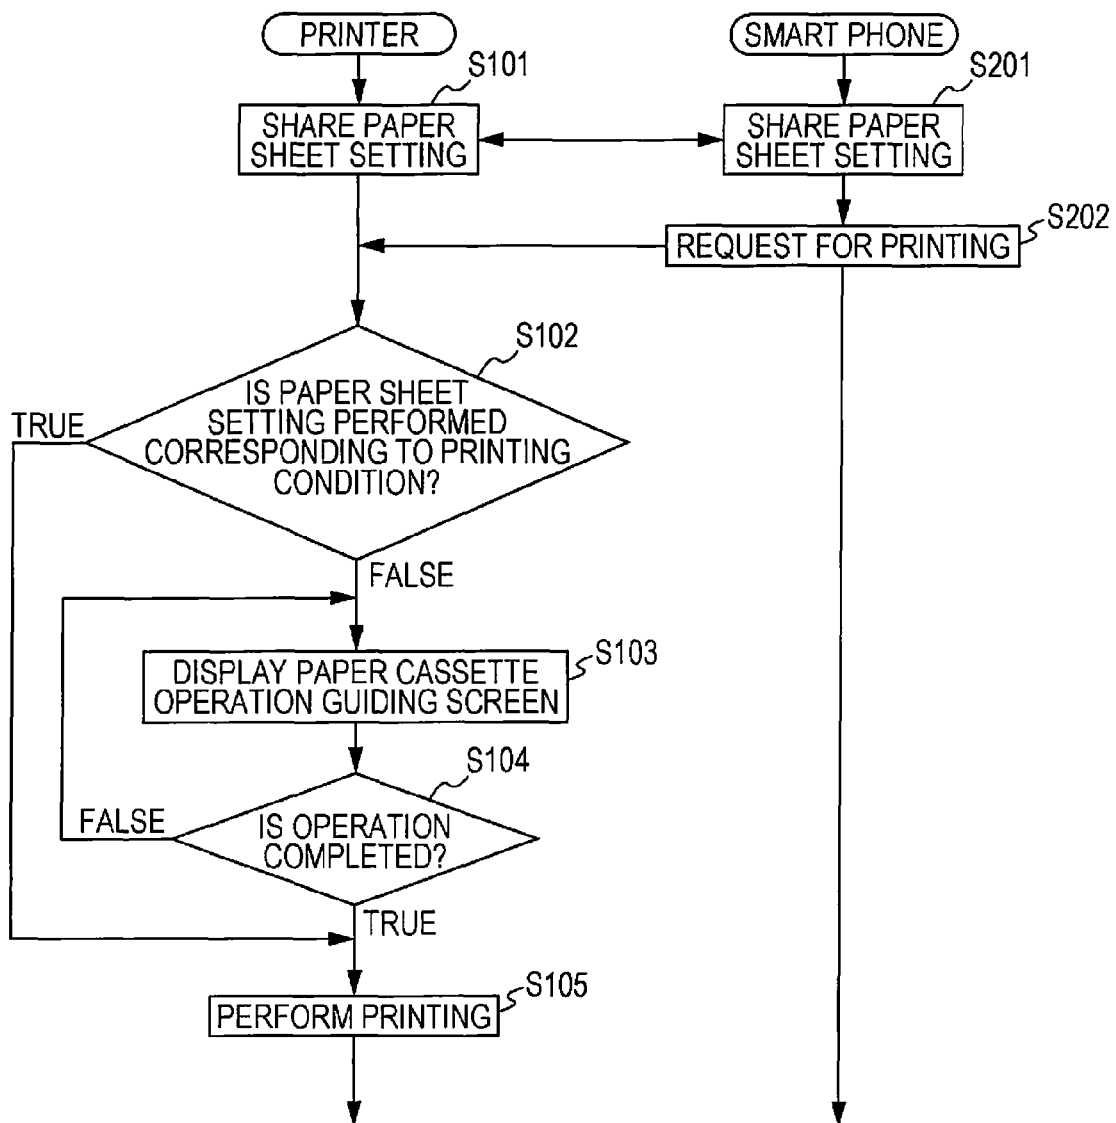 PRINTER
SMART PHONE
S101
S201
SHARE PAPER
SHEET SETTING
SHARE PAPER
SHEET SETTING
S202
REQUEST FOR PRINTING
S102
IS PAPER SHEET
SETTING PERFORMED
CORRESPONDING TO PRINTING
CONDITION?
TRUE
FALSE
S103
DISPLAY PAPER CASSETTE
OPERATION GUIDING SCREEN
S104
FALSE
IS OPERATION
COMPLETED?
TRUE
S105
PERFORM PRINTING